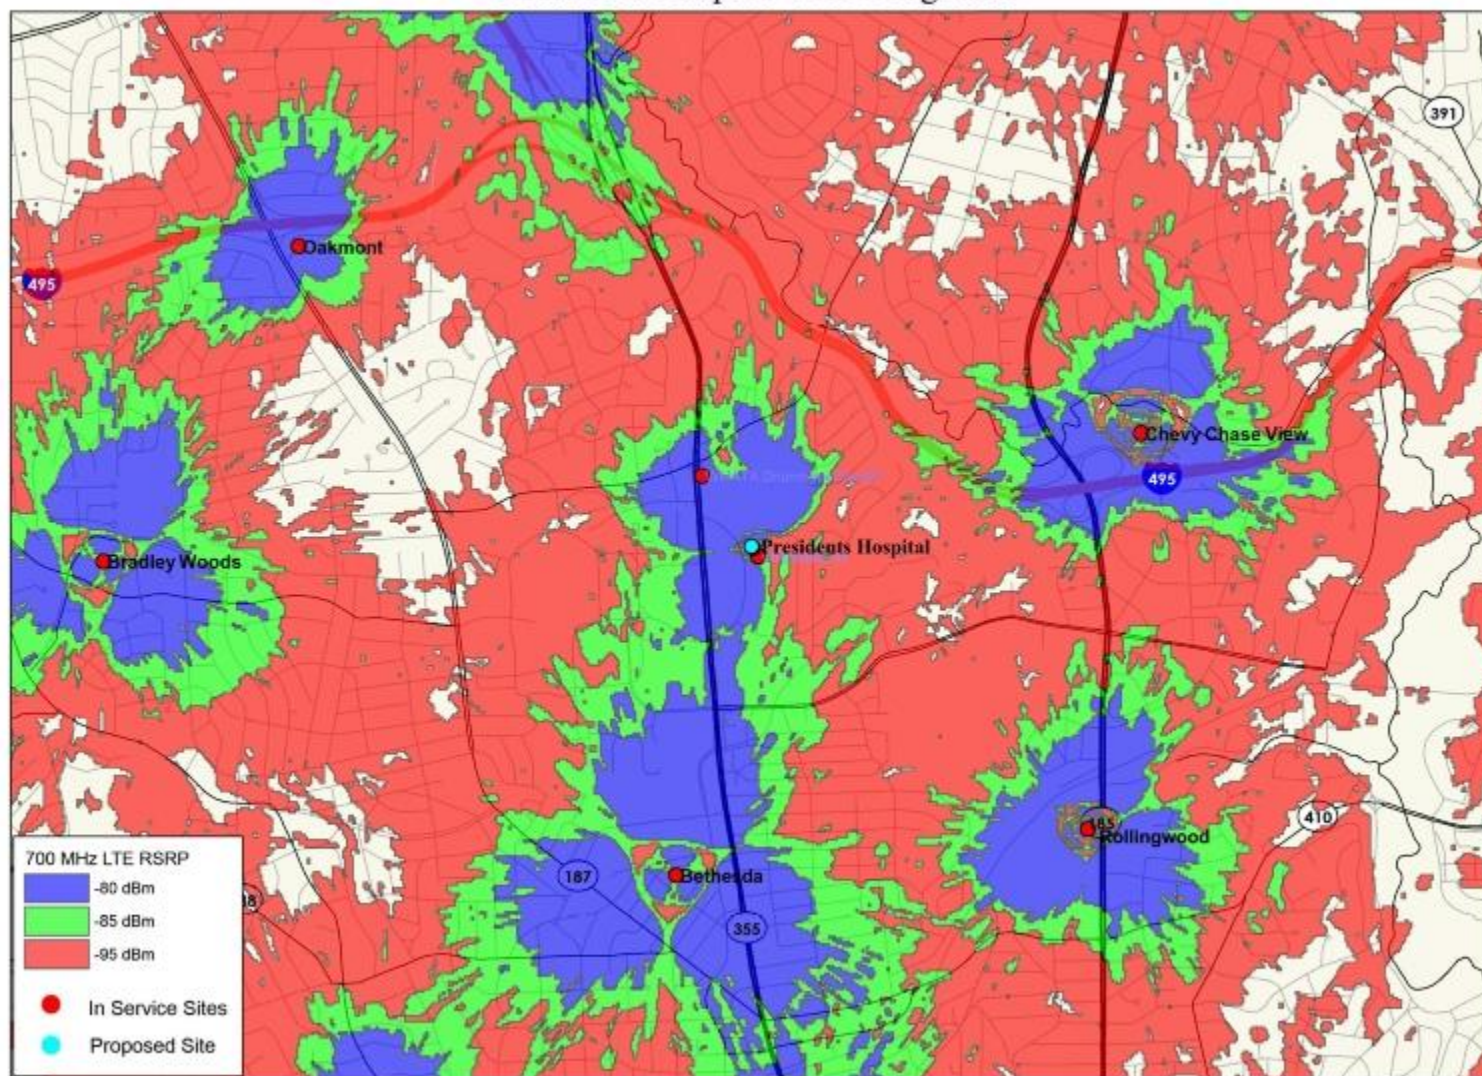 391
Oakmont
495
Chevy Chase View
495
Presidents Hospital
Bradley Woods
185
Rollingwood
410
187
Bethesda
355
700 MHz LTE RSRP
-80 dBm
-85 dBm
-95 dBm
In Service Sites
Proposed Site